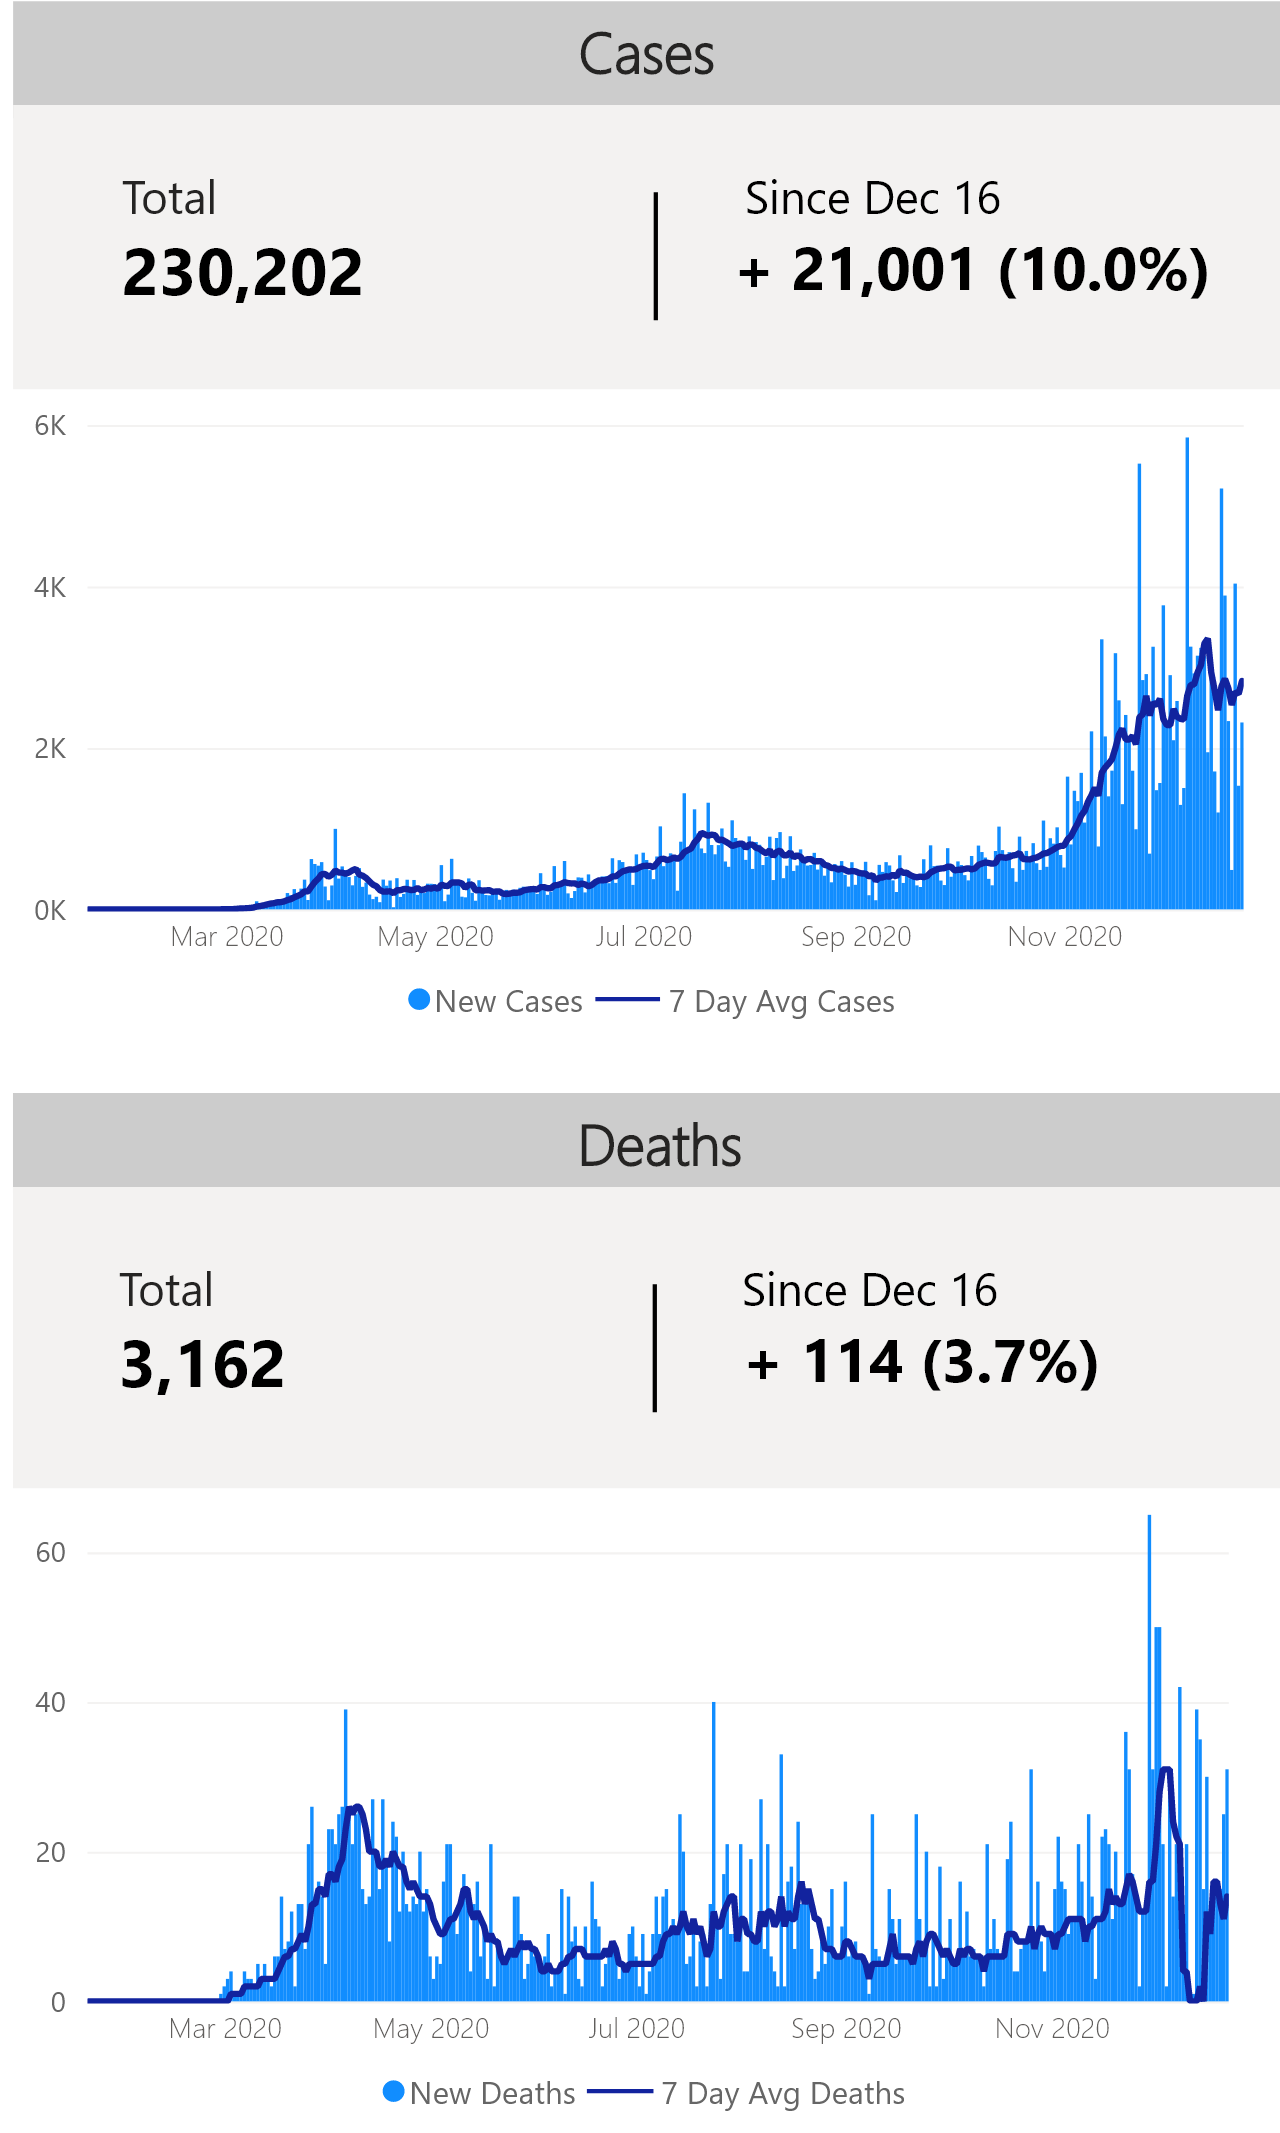 Cases
Total
Since Dec 16
230,202
+ 21,001 (10.0%)
6K
4K
2K
0K
Mar 2020
May 2020
Jul 2020
Sep 2020
Nov 2020
New Cases
7 Day Avg Cases
Deaths
Total
Since Dec 16
3,162
+ 114 (3.7%)
60
40
20
0
Mar 2020
May 2020
Jul 2020
Sep 2020
Nov 2020
New Deaths
7 Day Avg Deaths